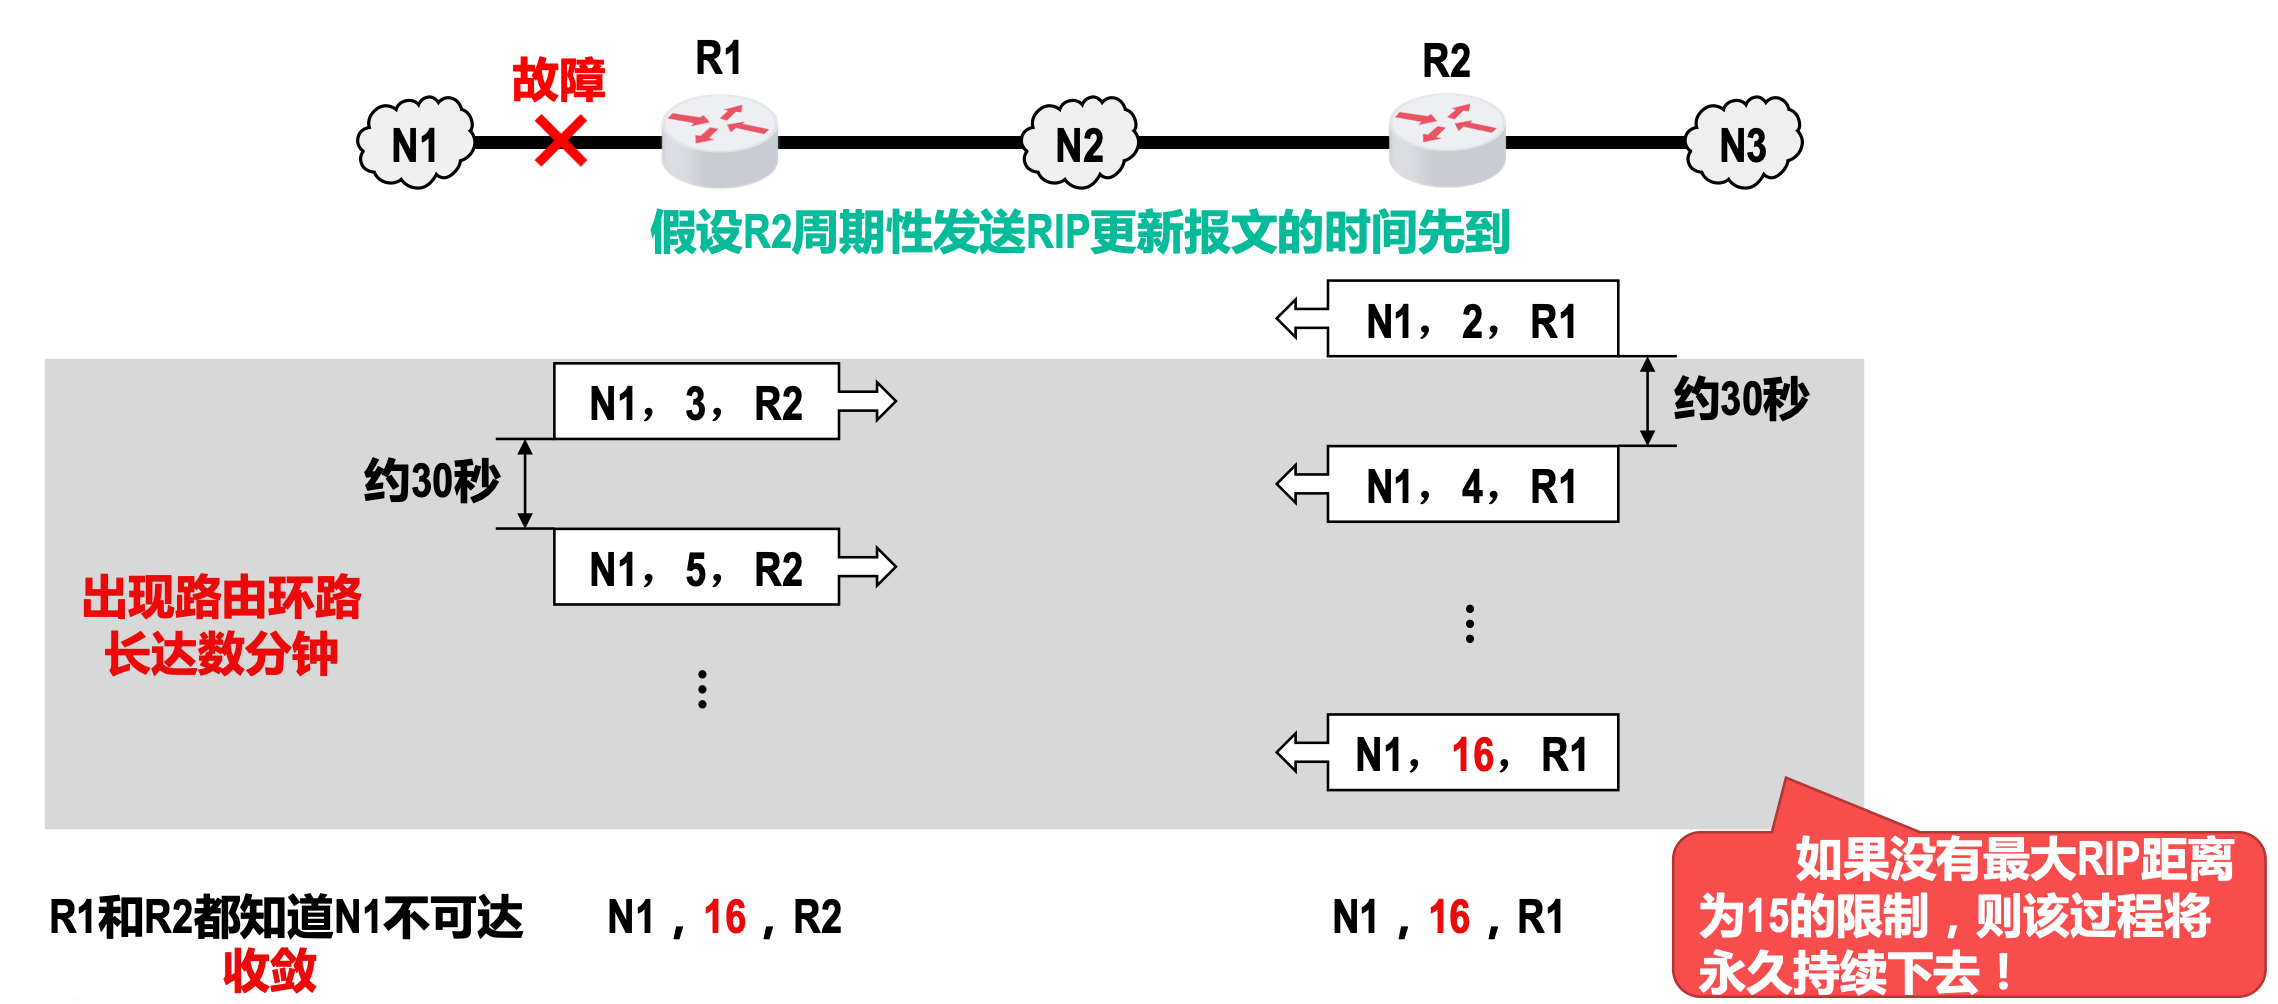 故障
R1
R2
N1
N2
N3
假设R2周期性发送RIP更新报文的时间先到
N1，2，R1
N1，3，R2
约30秒
约30秒
N1，4，R1
N1，5，R2
出现路由环路
长达数分钟
N1，16，R1
如果没有最大RIP距离
为15的限制，则该过程将
永久持续下去！
R1和R2都知道N1不可达
收敛
N1，16，R2
N1，16，R1